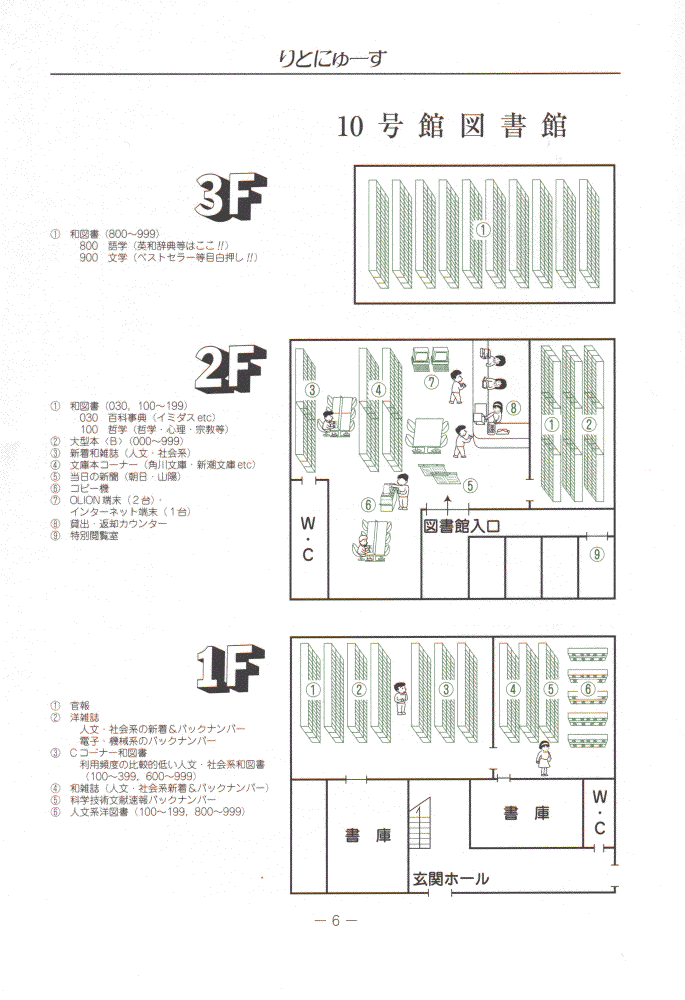 りとにゅーす
10 号 館 図 書 館
3F
① 和図書（800～999）
800 語学（英和辞典等はここ!!）
900 文学（ベストセラー等目白押し!!）
①
2F
① 和図書（030，100～199）
030 百科事典（イミダスetc）
100 哲学（哲学・心理・宗教等）
② 大型本〈B〉（000～999）
③ 新着和雑誌（人文・社会系）
④ 文庫本コーナー（角川文庫・新潮文庫etc）
⑤ 当日の新聞（朝日・山陽）
⑥ コピー機
⑦ OLION端末（2台）・
インターネット端末（1台）
⑧ 貸出・返却カウンター
⑨ 特別閲覧室
③
④
⑦
⑧
①
②
⑤
⑥
W・C
図書館入口
⑨
1F
① 官報
② 洋雑誌
人文・社会系の新着＆バックナンバー
電子・機械系のバックナンバー
③ Cコーナー和図書
利用頻度の比較的低い人文・社会系和図書
（100～399，600～999）
④ 和雑誌（人文・社会系新着＆バックナンバー）
⑤ 科学技術文献速報バックナンバー
⑥ 人文系洋図書（100～199，800～999）
①
②
③
④
⑤
⑥
書 庫
書 庫
W・C
玄関ホール
— 6 —